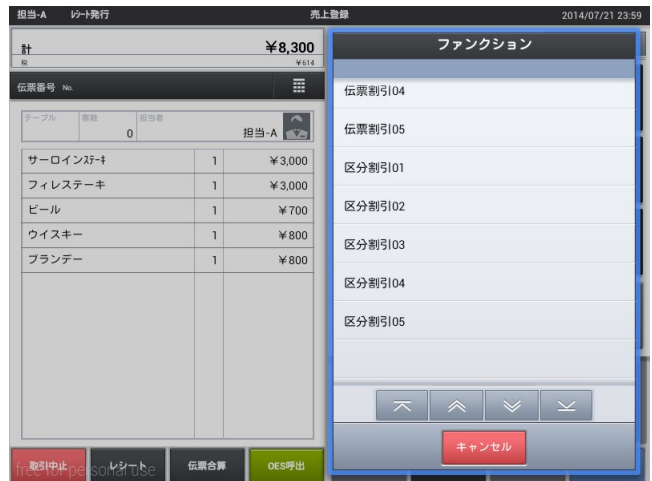 担当-A ﾚｼｰﾄ発行 売上登録 2014/07/21 23:59
計 ¥8,300
税 ¥614
伝票番号 No.
テーブル 客数 担当者
0 担当-A
サーロインｽﾃｰｷ 1 ¥3,000
フィレステーキ 1 ¥3,000
ビール 1 ¥700
ウイスキー 1 ¥800
ブランデー 1 ¥800
取引中止 レシート 伝票合算 OES呼出
free for personal use
ファンクション
伝票割引04
伝票割引05
区分割引01
区分割引02
区分割引03
区分割引04
区分割引05
キャンセル